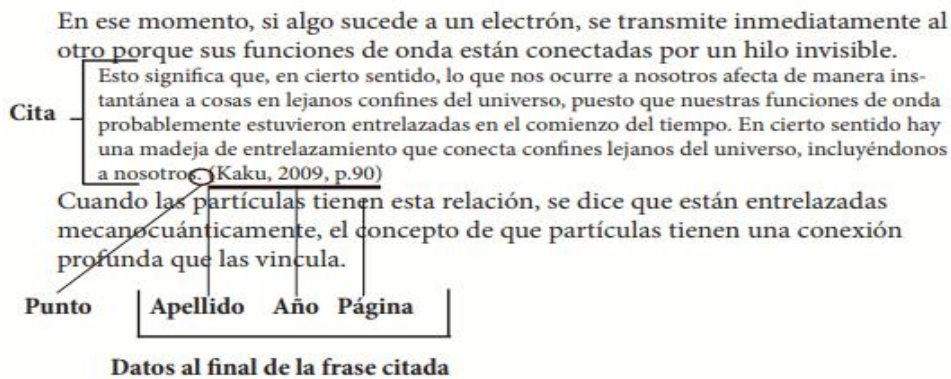 En ese momento, si algo sucede a un electrón, se transmite inmediatamente al
otro porque sus funciones de onda están conectadas por un hilo invisible.
Esto significa que, en cierto sentido, lo que nos ocurre a nosotros afecta de manera ins-
tantánea a cosas en lejanos confines del universo, puesto que nuestras funciones de onda
Cita
probablemente estuvieron entrelazadas en el comienzo del tiempo. En cierto sentido hay
una madeja de entrelazamiento que conecta confines lejanos del universo, incluyéndonos
a nosotros. (Kaku, 2009, p.90)
Cuando las partículas tienen esta relación, se dice que están entrelazadas
mecanocuánticamente, el concepto de que partículas tienen una conexión
profunda que las vincula.
Punto Apellido Año Página
Datos al final de la frase citada